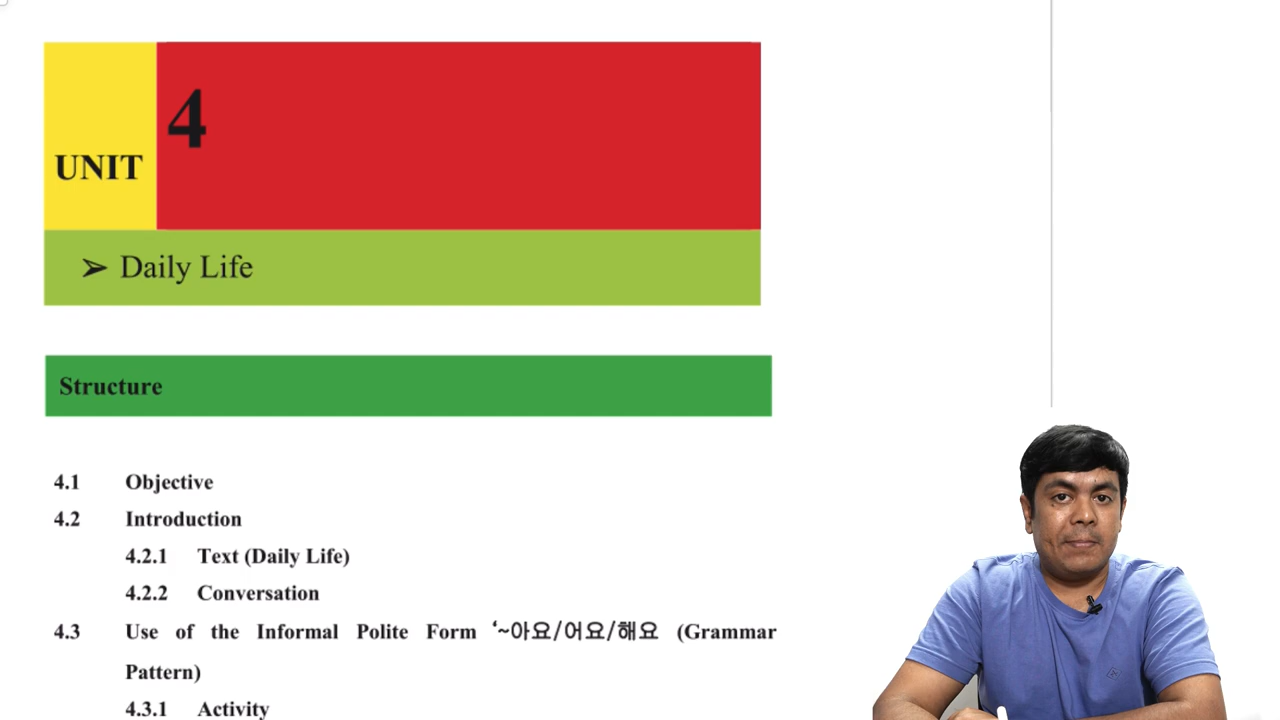 4
UNIT
➢ Daily Life
Structure
4.1 Objective
4.2 Introduction
4.2.1 Text (Daily Life)
4.2.2 Conversation
4.3 Use of the Informal Polite Form ‘~아요/어요/해요 (Grammar
Pattern)
4.3.1 Activity